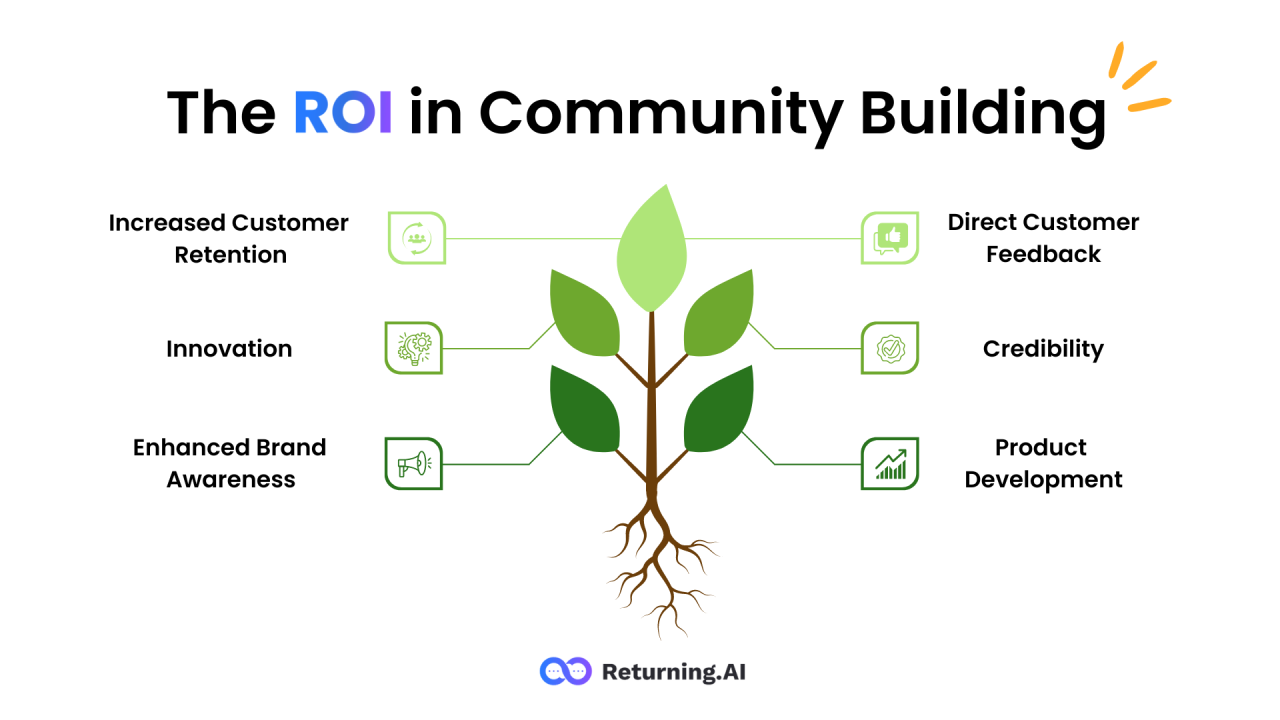 The ROI in Community Building
Increased Customer
Retention
Direct Customer
Feedback
Innovation
Credibility
Enhanced Brand
Awareness
Product
Development
Returning.AI